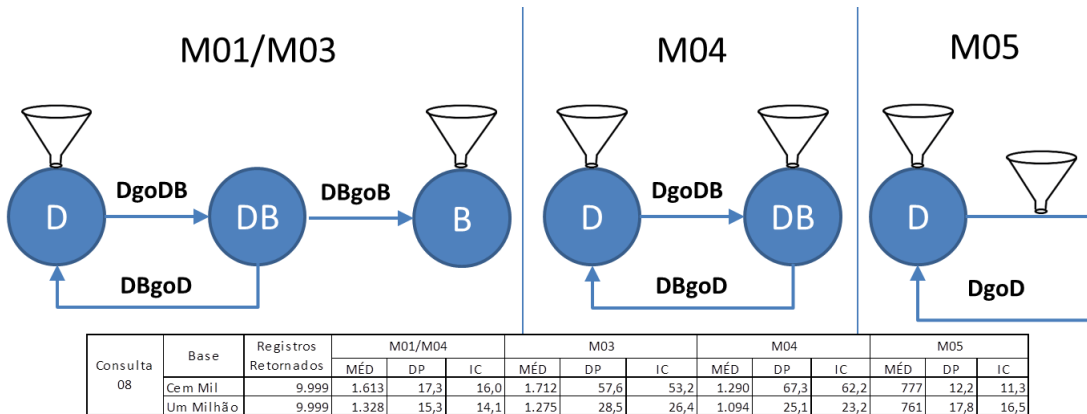 M01/M03 M04 M05
DgoDB DBgoB DgoDB
D DB B D DB D
DBgoD DBgoD DgoD
Consulta 08 Base Registros Retornados M01/M04 M03 M04 M05
MÉD DP IC MÉD DP IC MÉD DP IC MÉD DP IC
Cem Mil 9.999 1.613 17,3 16,0 1.712 57,6 53,2 1.290 67,3 62,2 777 12,2 11,3
Um Milhão 9.999 1.328 15,3 14,1 1.275 28,5 26,4 1.094 25,1 23,2 761 17,8 16,5